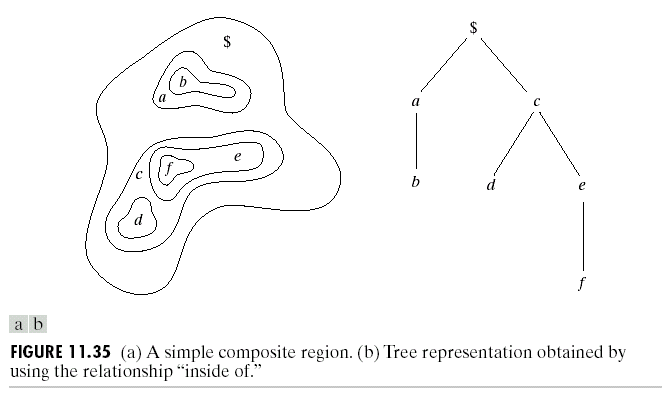 $
b
a
e
f
c
d
$
a
c
b
d
e
f
a b
FIGURE 11.35 (a) A simple composite region. (b) Tree representation obtained by
using the relationship “inside of.”